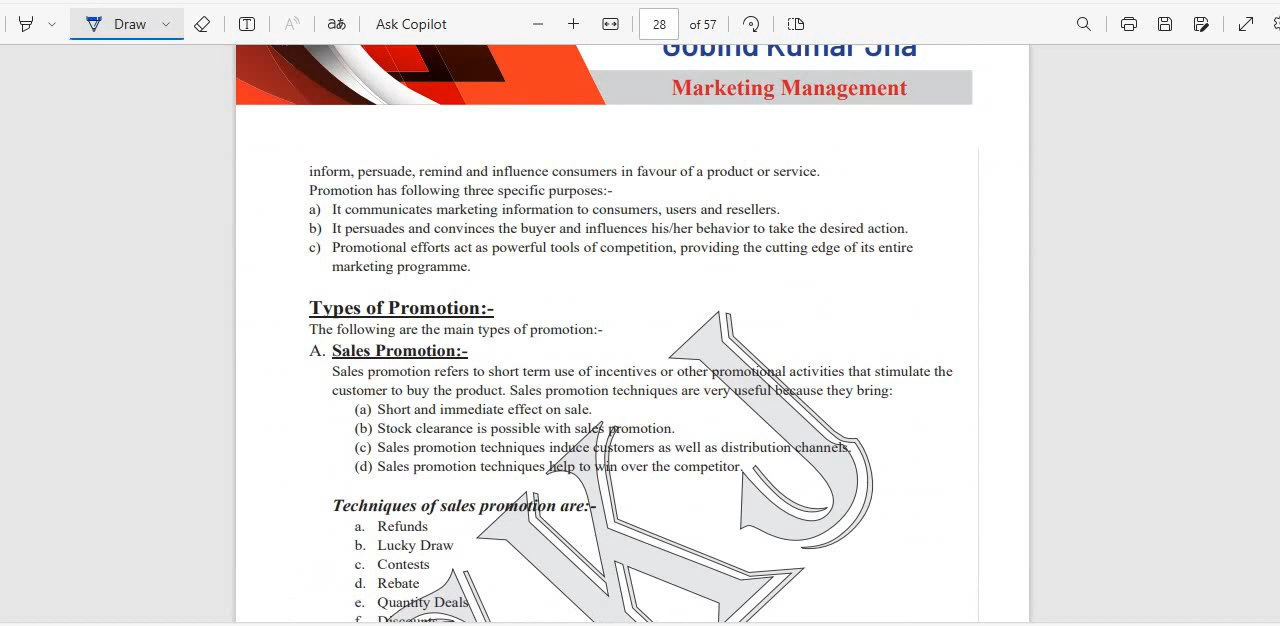 Draw
aあ
Ask Copilot
28
of 57
Gobind Kumar Jha
Marketing Management
inform, persuade, remind and influence consumers in favour of a product or service.
Promotion has following three specific purposes:-
a) It communicates marketing information to consumers, users and resellers.
b) It persuades and convinces the buyer and influences his/her behavior to take the desired action.
c) Promotional efforts act as powerful tools of competition, providing the cutting edge of its entire
marketing programme.
Types of Promotion:-
The following are the main types of promotion:-
A. Sales Promotion:-
Sales promotion refers to short term use of incentives or other promotional activities that stimulate the
customer to buy the product. Sales promotion techniques are very useful because they bring:
(a) Short and immediate effect on sale.
(b) Stock clearance is possible with sales promotion.
(c) Sales promotion techniques induce customers as well as distribution channels.
(d) Sales promotion techniques help to win over the competitor.
Techniques of sales promotion are:-
a. Refunds
b. Lucky Draw
c. Contests
d. Rebate
e. Quantity Deals
f. Discounts